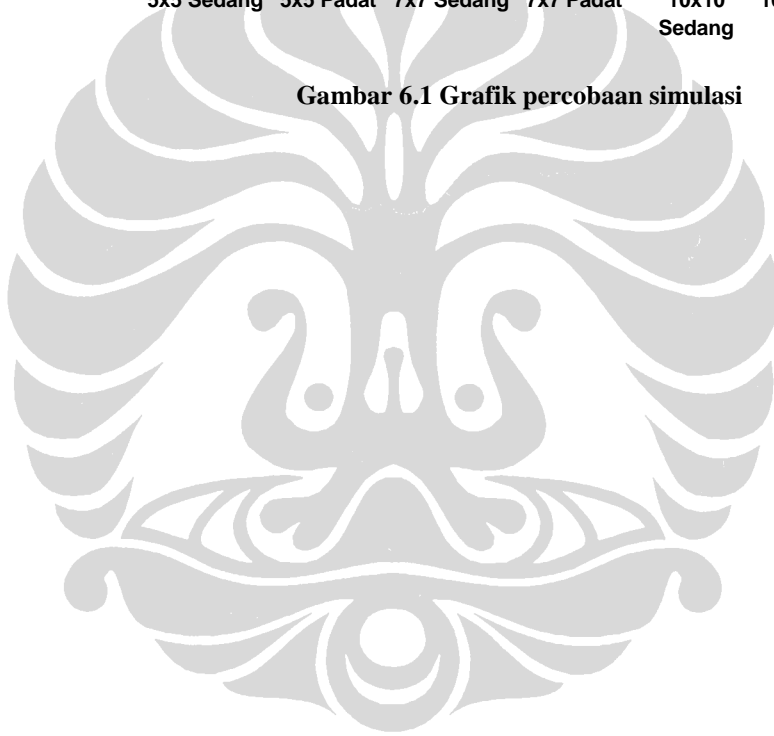 5x5 Sedang 5x5 Padat 7x7 Sedang 7x7 Padat 10x10
Sedang
Gambar 6.1 Grafik percobaan simulasi